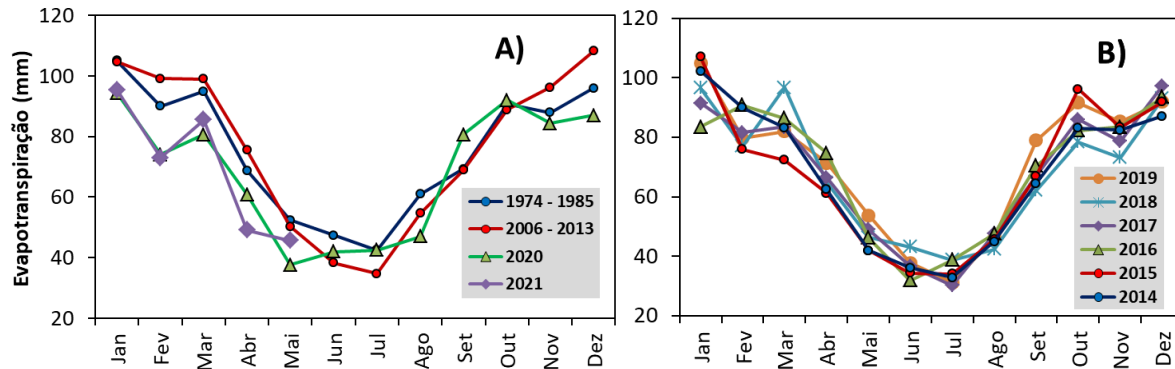 Evapotranspiração (mm)
120
100
80
60
40
20
A)
1974 - 1985
2006 - 2013
2020
2021
Jan Fev Mar Abr Mai Jun Jul Ago Set Out Nov Dez
120
100
80
60
40
20
B)
2019
2018
2017
2016
2015
2014
Jan Fev Mar Abr Mai Jun Jul Ago Set Out Nov Dez